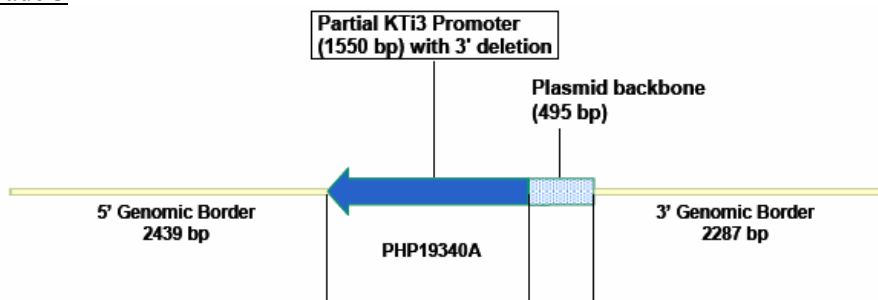 Partial KTi3 Promoter
(1550 bp) with 3' deletion
Plasmid backbone
(495 bp)
5' Genomic Border
2439 bp
PHP19340A
3' Genomic Border
2287 bp